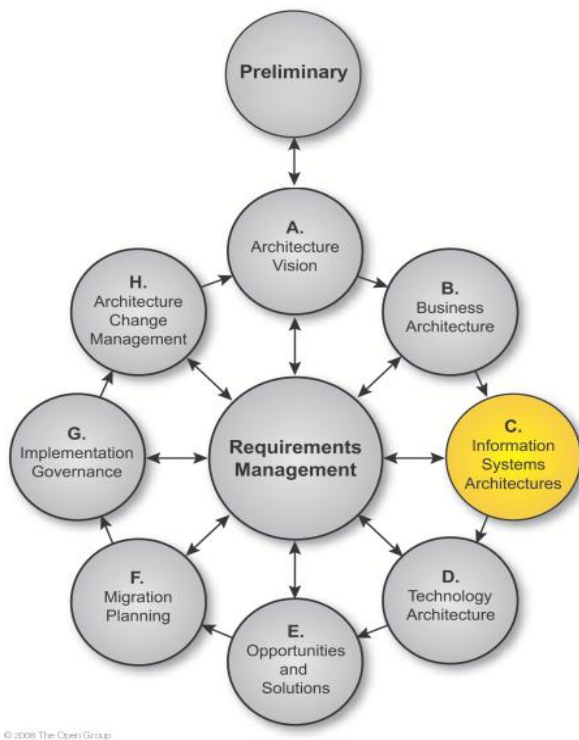 Preliminary
A.
Architecture
Vision
B.
Business
Architecture
C.
Information
Systems
Architectures
D.
Technology
Architecture
E.
Opportunities
and
Solutions
F.
Migration
Planning
G.
Implementation
Governance
H.
Architecture
Change
Management
Requirements
Management
© 2008 The Open Group